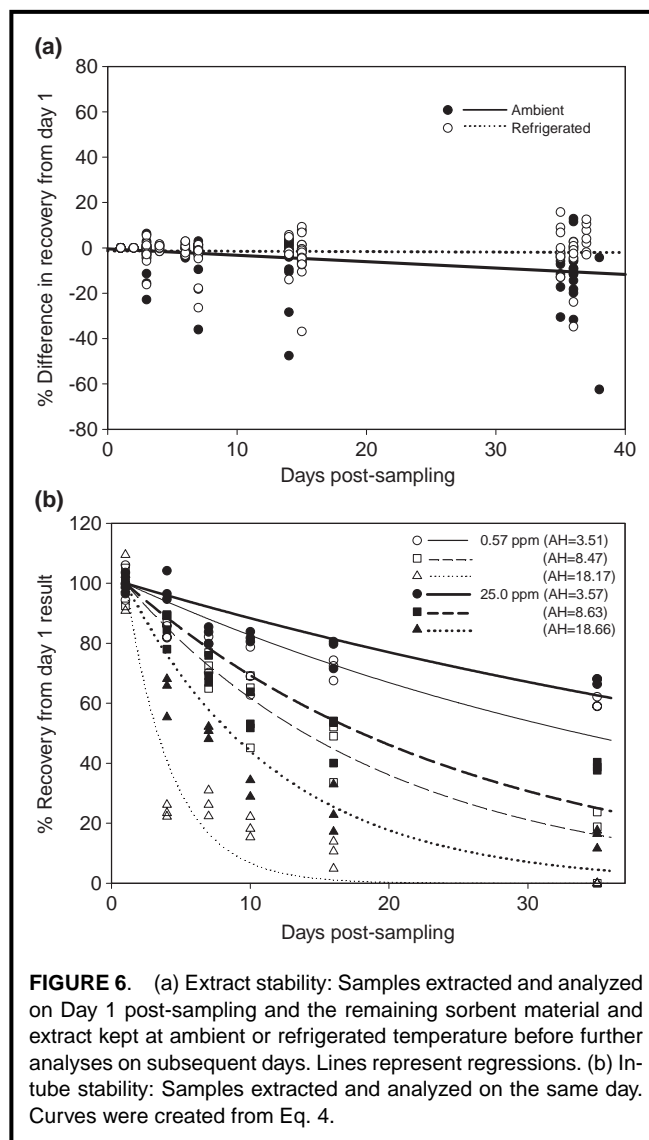 (a)
80
60
40
20
0
-20
-40
-60
-80
% Difference in recovery from day 1
Ambient
Refrigerated
0 10 20 30 40
Days post-sampling
(b)
120
100
80
60
40
20
0
% Recovery from day 1 result
0.57 ppm (AH=3.51)
(AH=8.47)
(AH=18.17)
25.0 ppm (AH=3.57)
(AH=8.63)
(AH=18.66)
0 10 20 30
Days post-sampling
FIGURE 6. (a) Extract stability: Samples extracted and analyzed
on Day 1 post-sampling and the remaining sorbent material and
extract kept at ambient or refrigerated temperature before further
analyses on subsequent days. Lines represent regressions. (b) In-
tube stability: Samples extracted and analyzed on the same day.
Curves were created from Eq. 4.